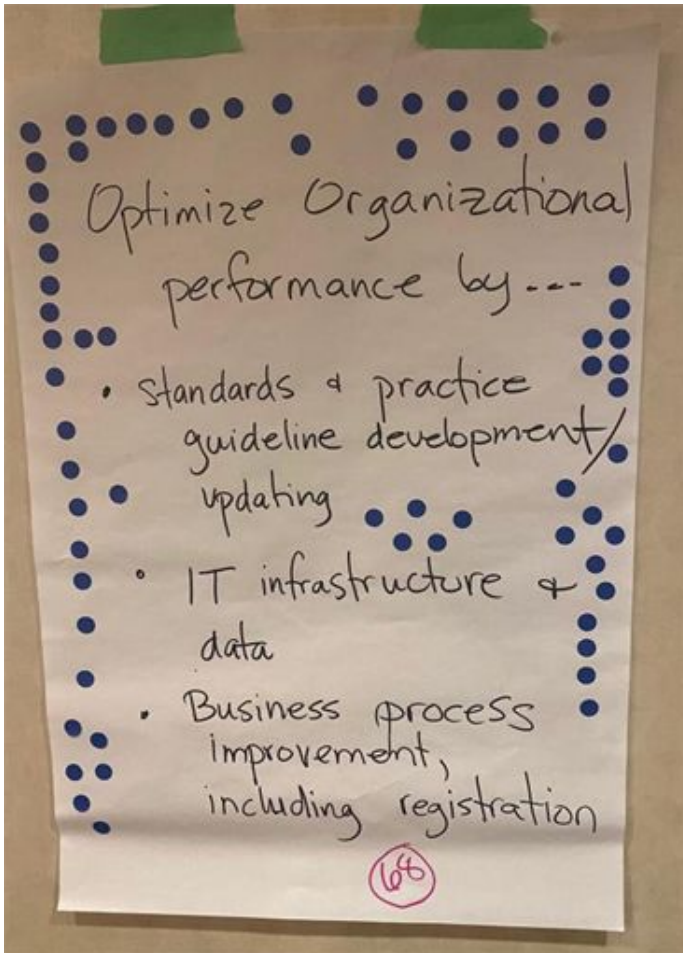 Optimize Organizational
performance by ---
• Standards & practice
guideline development/
updating
• IT infrastructure &
data
• Business process
improvement,
including registration
68